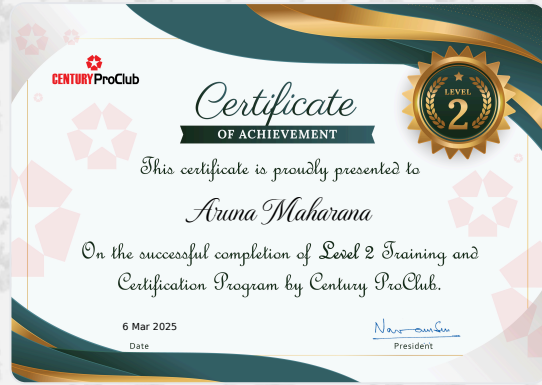 CENTURY ProClub
Certificate
OF ACHIEVEMENT
LEVEL
2
This certificate is proudly presented to
Aruna Maharana
On the successful completion of Level 2 Training and
Certification Program by Century ProClub.
6 Mar 2025
Date
President